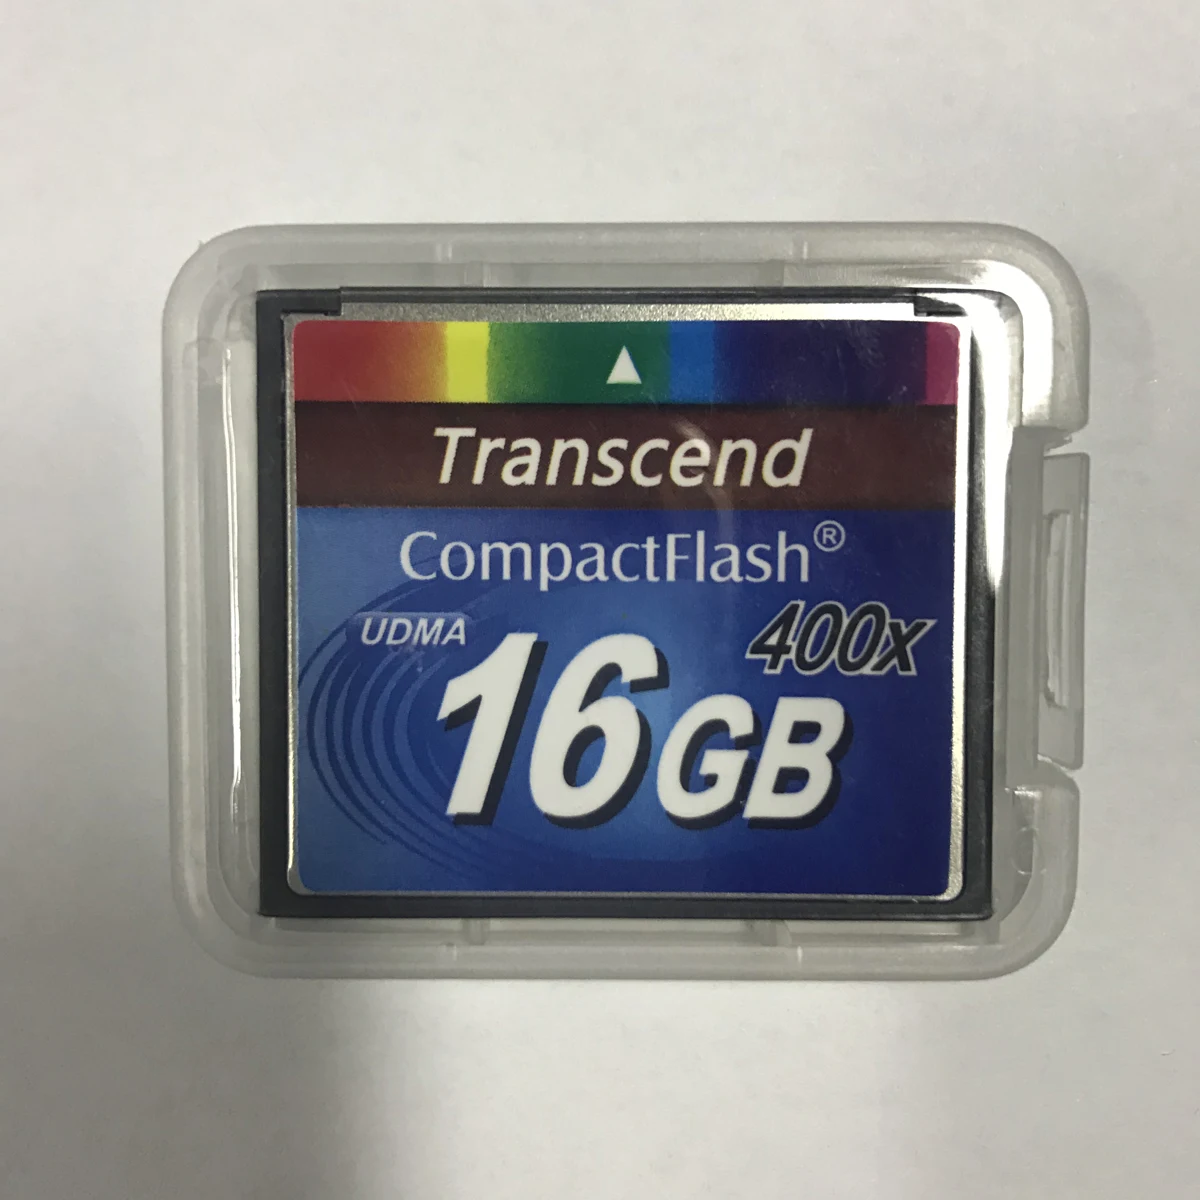 Transcend
CompactFlash®
UDMA
400x
16GB